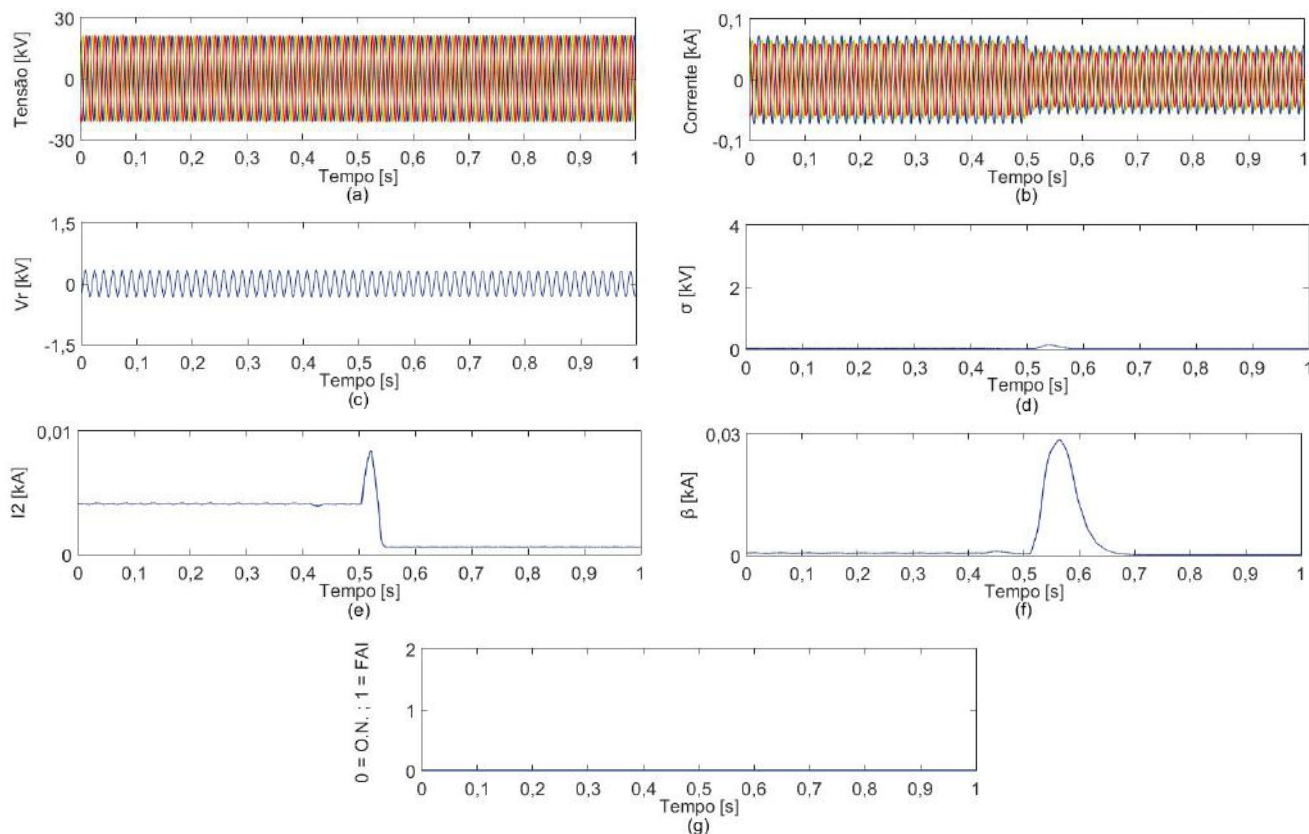 30
0
-30
Tensão [kV]
0 0,1 0,2 0,3 0,4 0,5 0,6 0,7 0,8 0,9 1
Tempo [s]
(a)
0,1
0
-0,1
Corrente [kA]
0 0,1 0,2 0,3 0,4 0,5 0,6 0,7 0,8 0,9 1
Tempo [s]
(b)
1,5
0
-1,5
Vr [kV]
0 0,1 0,2 0,3 0,4 0,5 0,6 0,7 0,8 0,9 1
Tempo [s]
(c)
4
2
0
σ [kV]
0 0,1 0,2 0,3 0,4 0,5 0,6 0,7 0,8 0,9 1
Tempo [s]
(d)
0,01
0
I2 [kA]
0 0,1 0,2 0,3 0,4 0,5 0,6 0,7 0,8 0,9 1
Tempo [s]
(e)
0,03
0
β [kA]
0 0,1 0,2 0,3 0,4 0,5 0,6 0,7 0,8 0,9 1
Tempo [s]
(f)
2
1
0
0 = O.N. ; 1 = FAI
0 0,1 0,2 0,3 0,4 0,5 0,6 0,7 0,8 0,9 1
Tempo [s]
(g)